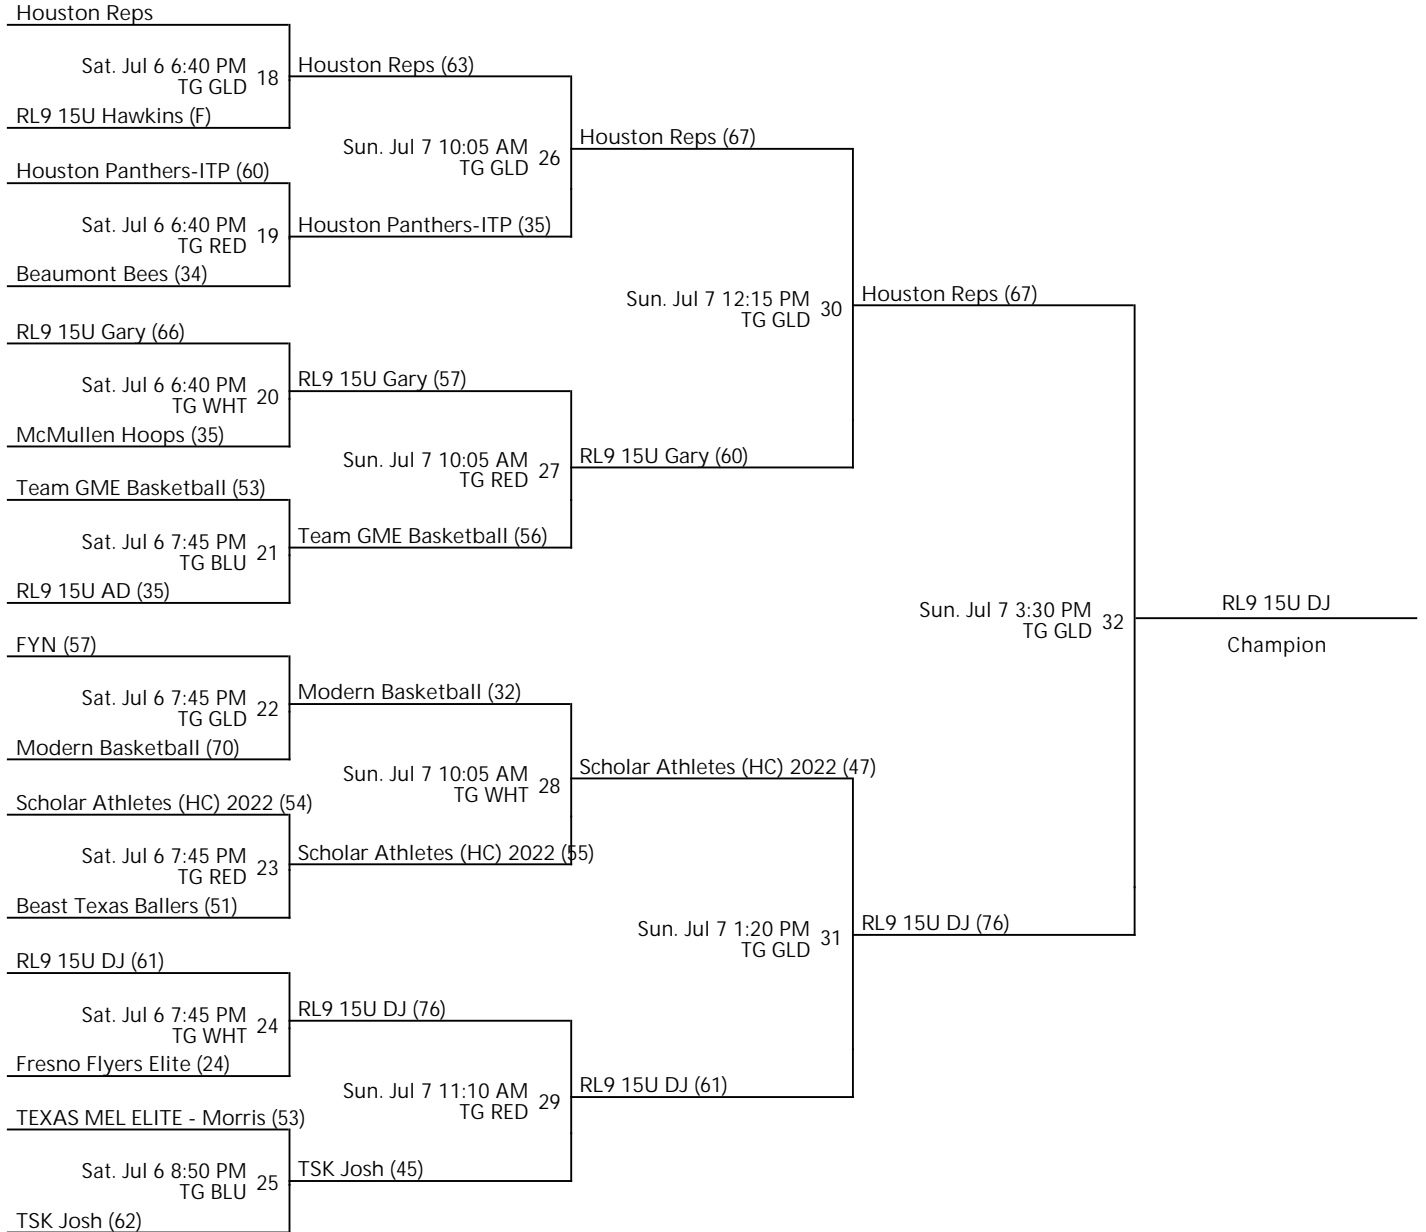 Houston Reps
Sat. Jul 6 6:40 PM
TG GLD
18
RL9 15U Hawkins (F)
Houston Reps (63)
Houston Panthers-ITP (60)
Sat. Jul 6 6:40 PM
TG RED
19
Beaumont Bees (34)
Sun. Jul 7 10:05 AM
TG GLD
26
Houston Panthers-ITP (35)
Houston Reps (67)
RL9 15U Gary (66)
Sat. Jul 6 6:40 PM
TG WHT
20
McMullen Hoops (35)
RL9 15U Gary (57)
Team GME Basketball (53)
Sat. Jul 6 7:45 PM
TG BLU
21
RL9 15U AD (35)
Sun. Jul 7 10:05 AM
TG RED
27
Team GME Basketball (56)
RL9 15U Gary (60)
Sun. Jul 7 12:15 PM
TG GLD
30
Houston Reps (67)
FYN (57)
Sat. Jul 6 7:45 PM
TG GLD
22
Modern Basketball (70)
Modern Basketball (32)
Scholar Athletes (HC) 2022 (54)
Sat. Jul 6 7:45 PM
TG RED
23
Beast Texas Ballers (51)
Sun. Jul 7 10:05 AM
TG WHT
28
Scholar Athletes (HC) 2022 (55)
Scholar Athletes (HC) 2022 (47)
RL9 15U DJ (61)
Sat. Jul 6 7:45 PM
TG WHT
24
Fresno Flyers Elite (24)
RL9 15U DJ (76)
TEXAS MEL ELITE - Morris (53)
Sat. Jul 6 8:50 PM
TG BLU
25
TSK Josh (62)
Sun. Jul 7 11:10 AM
TG RED
29
TSK Josh (45)
RL9 15U DJ (61)
Sun. Jul 7 1:20 PM
TG GLD
31
RL9 15U DJ (76)
Sun. Jul 7 3:30 PM
TG GLD
32
RL9 15U DJ
Champion